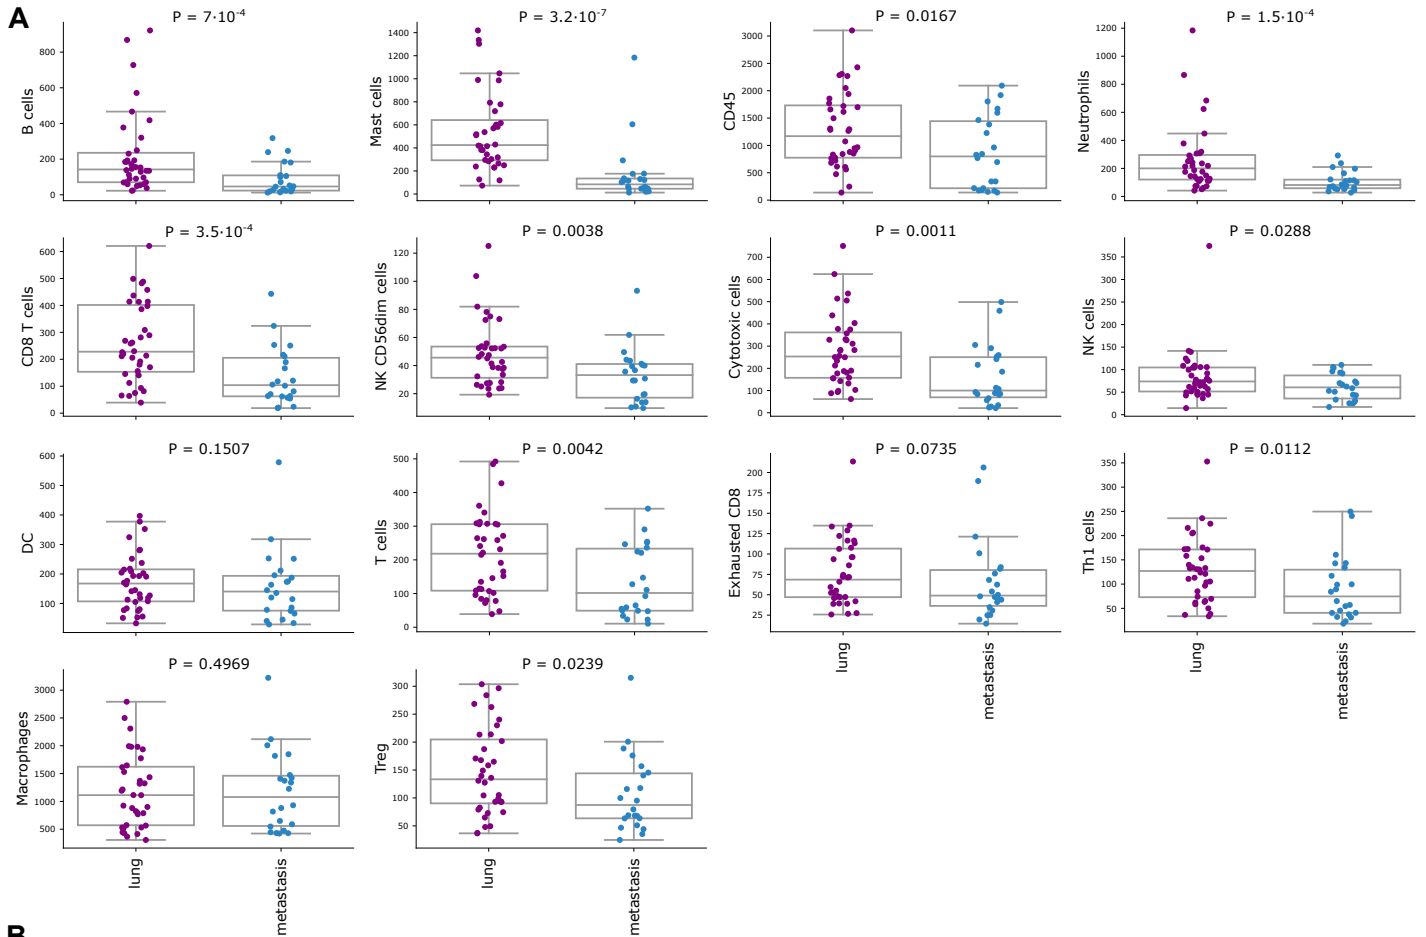 A
P = 7·10-4
P = 3.2·10-7
P = 0.0167
P = 1.5·10-4
B cells
800
600
400
200
0
Mast cells
1400
1200
1000
800
600
400
200
0
CD45
3000
2500
2000
1500
1000
500
0
Neutrophils
1200
1000
800
600
400
200
0
P = 3.5·10-4
P = 0.0038
P = 0.0011
P = 0.0288
CD8 T cells
600
500
400
300
200
100
0
NK CD56dim cells
120
100
80
60
40
20
Cytotoxic cells
700
600
500
400
300
200
100
0
NK cells
350
300
250
200
150
100
50
0
P = 0.1507
P = 0.0042
P = 0.0735
P = 0.0112
DC
600
500
400
300
200
100
T cells
500
400
300
200
100
0
Exhausted CD8
200
175
150
125
100
75
50
25
lung
metastasis
Th1 cells
350
300
250
200
150
100
50
lung
metastasis
P = 0.4969
P = 0.0239
Macrophages
3000
2500
2000
1500
1000
500
lung
metastasis
Treg
300
250
200
150
100
50
lung
metastasis
B